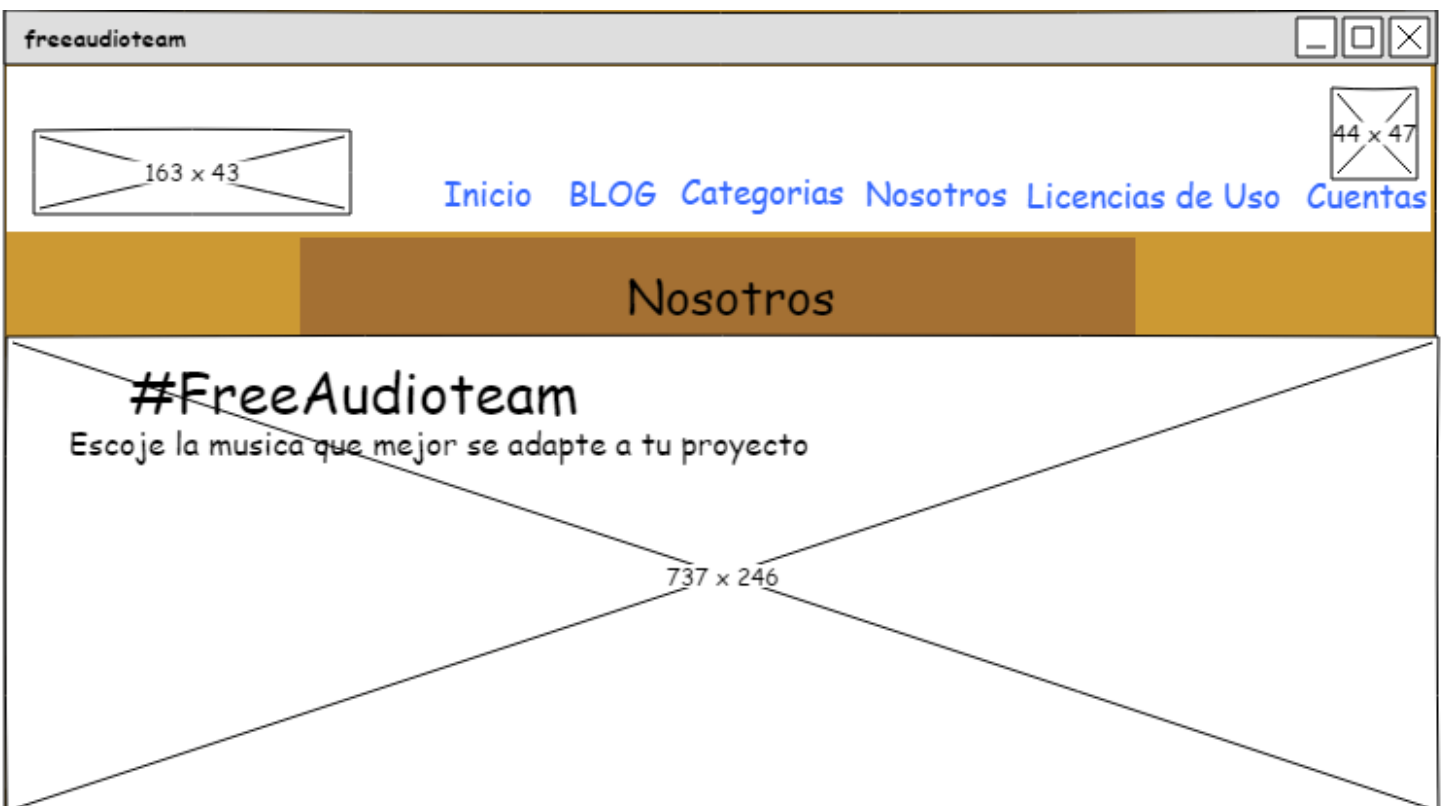 freeaudioteam
44 x 47
163 x 43
Inicio BLOG Categorias Nosotros Licencias de Uso Cuentas
Nosotros
#FreeAudioteam
Escoje la musica que mejor se adapte a tu proyecto
737 x 246